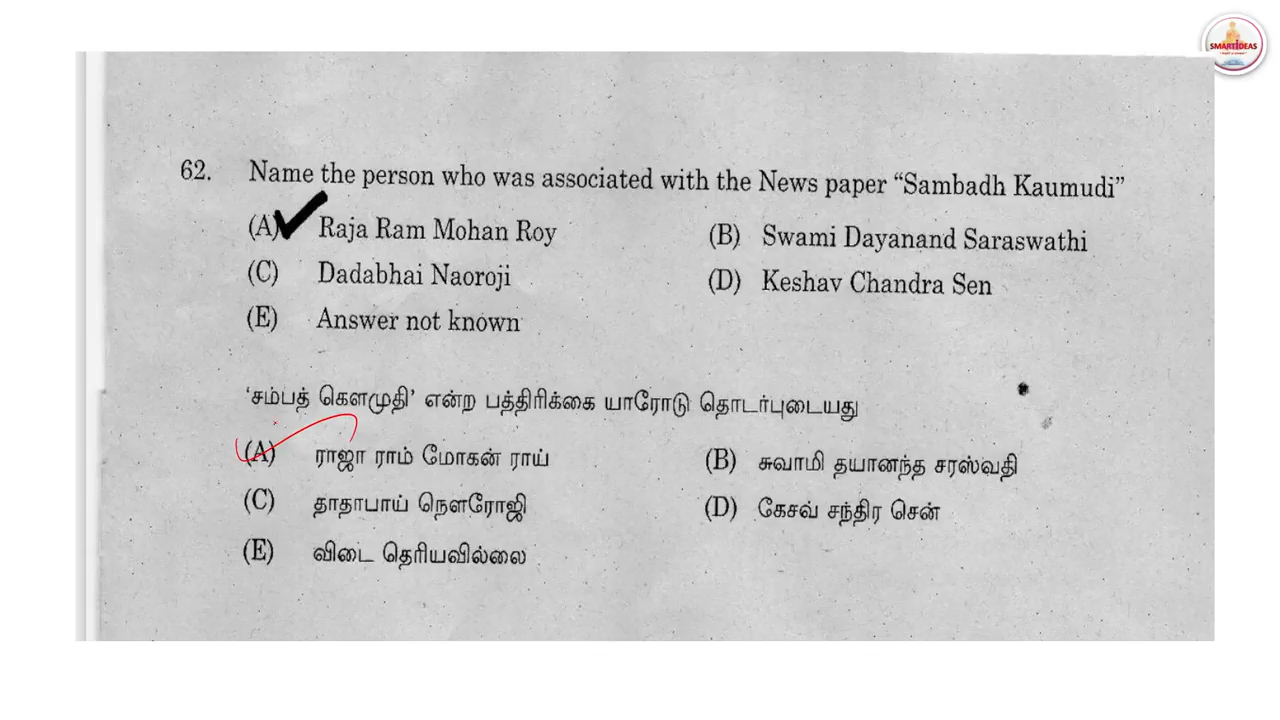 SMARTIDEAS
62. Name the person who was associated with the News paper “Sambadh Kaumudi”
(A) Raja Ram Mohan Roy (B) Swami Dayanand Saraswathi
(C) Dadabhai Naoroji (D) Keshav Chandra Sen
(E) Answer not known
‘சம்பத் கௌமுதி’ என்ற பத்திரிக்கை யாரோடு தொடர்புடையது
(A) ராஜா ராம் மோகன் ராய் (B) சுவாமி தயானந்த சரஸ்வதி
(C) தாதாபாய் நௌரோஜி (D) கேசவ் சந்திர சென்
(E) விடை தெரியவில்லை